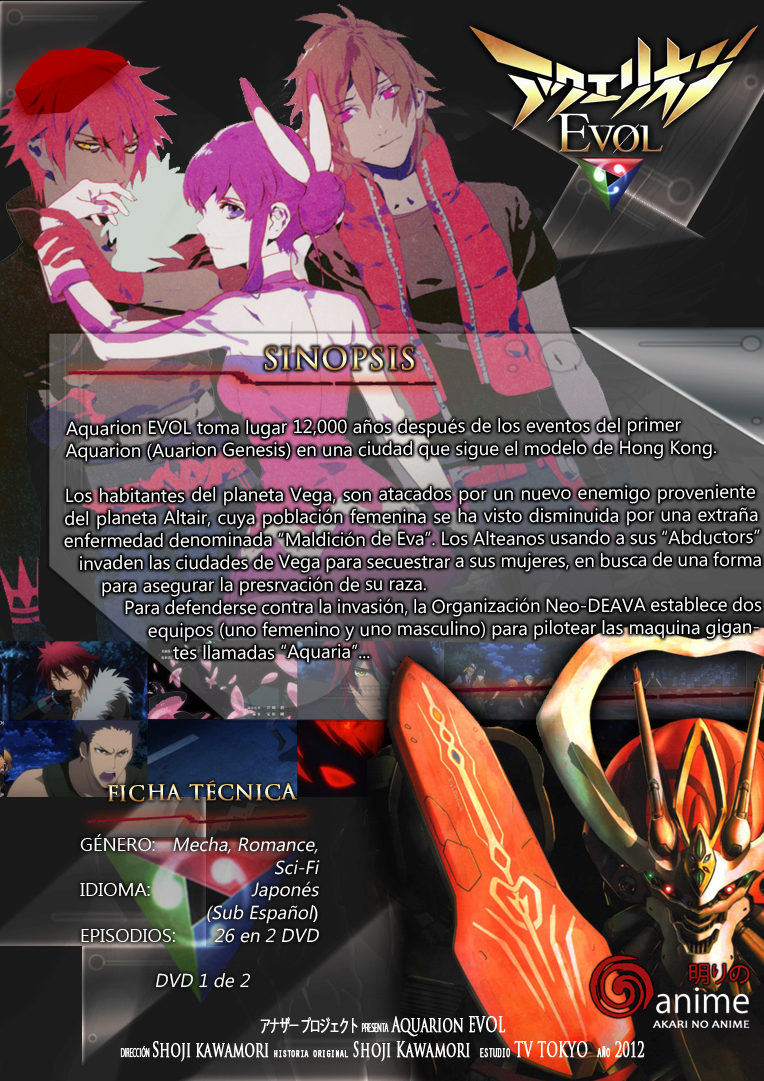 アクエリオン
EVØL
SINOPSIS
Aquarion EVOL toma lugar 12,000 años después de los eventos del primer
Aquarion (Auarion Genesis) en una ciudad que sigue el modelo de Hong Kong.
Los habitantes del planeta Vega, son atacados por un nuevo enemigo proveniente
del planeta Altair, cuya población femenina se ha visto disminuida por una extraña
enfermedad denominada "Maldición de Eva". Los Alteanos usando a sus "Abductors"
invaden las ciudades de Vega para secuestrar a sus mujeres, en busca de una forma
para asegurar la presrvación de su raza.
Para defenderse contra la invasión, la Organización Neo-DEAVA establece dos
equipos (uno femenino y uno masculino) para pilotear las maquina gigan-
tes llamadas "Aquaria"...
FICHA TÉCNICA
GÉNERO: Mecha, Romance,
Sci-Fi
IDIOMA: Japonés
(Sub Español)
EPISODIOS: 26 en 2 DVD
DVD 1 de 2
明りの
anime
AKARI NO ANIME
アナザープロジェクト PRESENTA AQUARION EVOL
DIRECCIÓN SHOJI KAWAMORI HISTORIA ORIGINAL SHOJI KAWAMORI ESTUDIO TV TOKYO AÑO 2012